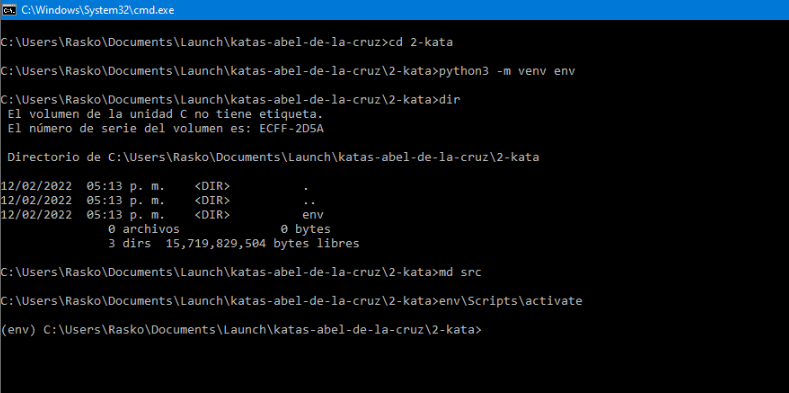 C:\Windows\System32\cmd.exe
C:\Users\Rasko\Documents\Launch\katas-abel-de-la-cruz>cd 2-kata
C:\Users\Rasko\Documents\Launch\katas-abel-de-la-cruz\2-kata>python3 -m venv env
C:\Users\Rasko\Documents\Launch\katas-abel-de-la-cruz\2-kata>dir
El volumen de la unidad C no tiene etiqueta.
El número de serie del volumen es: ECFF-2D5A
Directorio de C:\Users\Rasko\Documents\Launch\katas-abel-de-la-cruz\2-kata
12/02/2022  05:13 p. m.    <DIR>          .
12/02/2022  05:13 p. m.    <DIR>          ..
12/02/2022  05:13 p. m.    <DIR>          env
0 archivos              0 bytes
3 dirs  15,719,829,504 bytes libres
C:\Users\Rasko\Documents\Launch\katas-abel-de-la-cruz\2-kata>md src
C:\Users\Rasko\Documents\Launch\katas-abel-de-la-cruz\2-kata>env\Scripts\activate
(env) C:\Users\Rasko\Documents\Launch\katas-abel-de-la-cruz\2-kata>